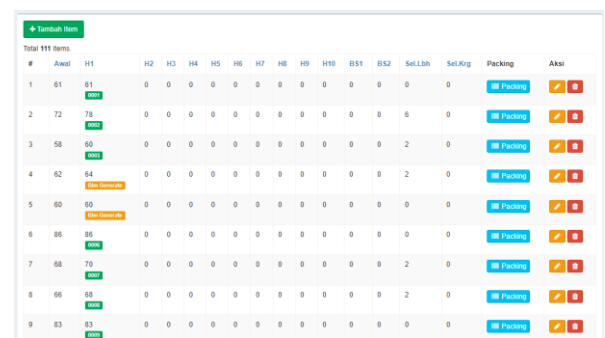 + Tambah Item
Total 111 items.
# Awal H1 H2 H3 H4 H5 H6 H7 H8 H9 H10 BS1 BS2 Sel.Lbh Sel.Krg Packing Aksi
1 61 61 0 0 0 0 0 0 0 0 0 0 0 0 0 Packing
0001
2 72 78 0 0 0 0 0 0 0 0 0 0 0 6 0 Packing
0002
3 58 60 0 0 0 0 0 0 0 0 0 0 0 2 0 Packing
0003
4 62 64 0 0 0 0 0 0 0 0 0 0 0 2 0 Packing
Blm Generate
5 60 60 0 0 0 0 0 0 0 0 0 0 0 0 0 Packing
Blm Generate
6 86 86 0 0 0 0 0 0 0 0 0 0 0 0 0 Packing
0006
7 68 70 0 0 0 0 0 0 0 0 0 0 0 2 0 Packing
0007
8 66 68 0 0 0 0 0 0 0 0 0 0 0 2 0 Packing
0008
9 83 83 0 0 0 0 0 0 0 0 0 0 0 0 0 Packing
0009